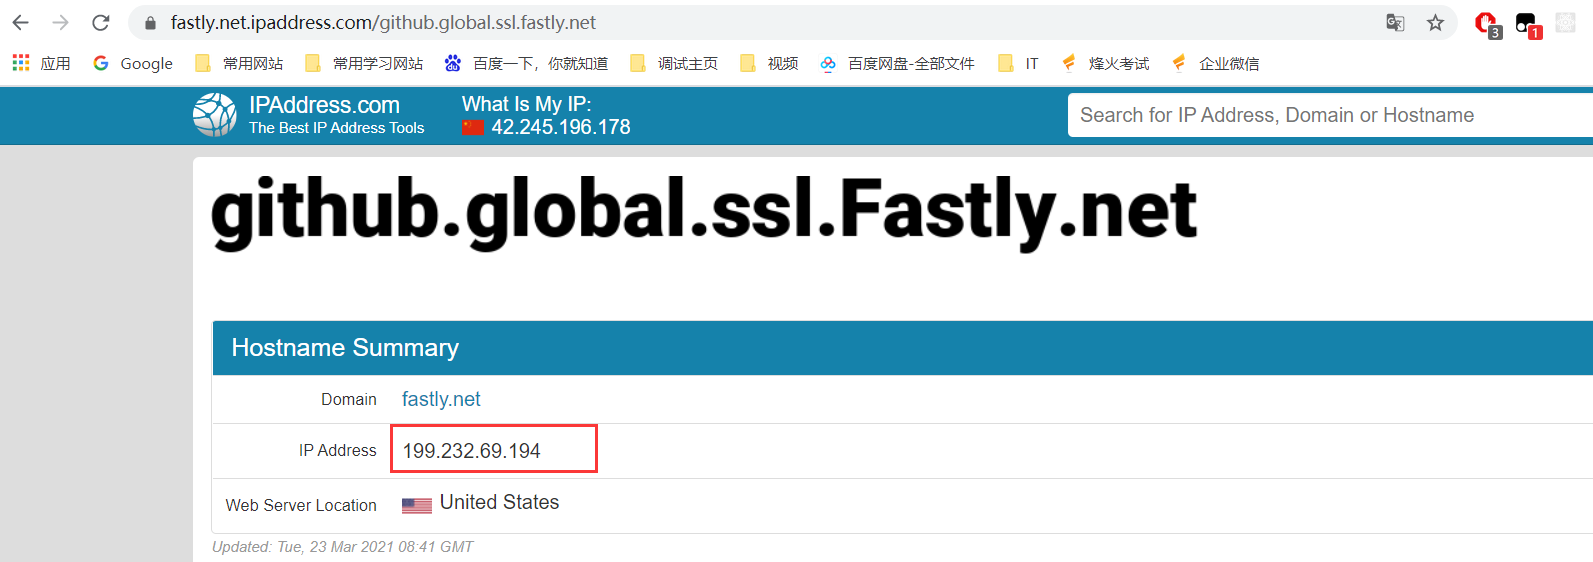 fastly.net.ipaddress.com/github.global.ssl.fastly.net
3
1
应用 Google 常用网站 常用学习网站 百度一下，你就知道 调试主页 视频 百度网盘-全部文件 IT 烽火考试 企业微信
IPAddress.com
The Best IP Address Tools
What Is My IP:
42.245.196.178
Search for IP Address, Domain or Hostname
github.global.ssl.Fastly.net
Hostname Summary
Domain fastly.net
IP Address 199.232.69.194
Web Server Location United States
Updated: Tue, 23 Mar 2021 08:41 GMT